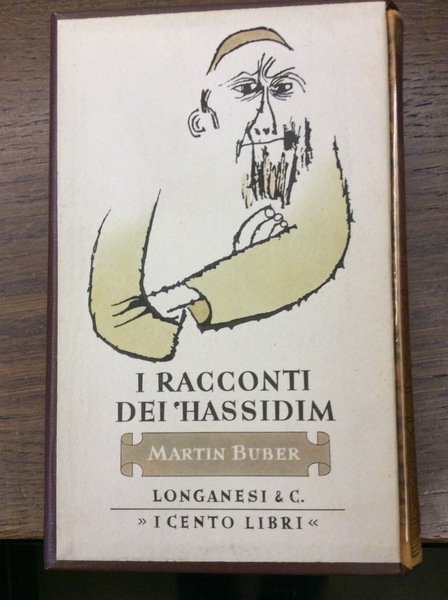 I RACCONTI
DEI ‘HASSIDIM
MARTIN BUBER
LONGANESI & C.
» I CENTO LIBRI «